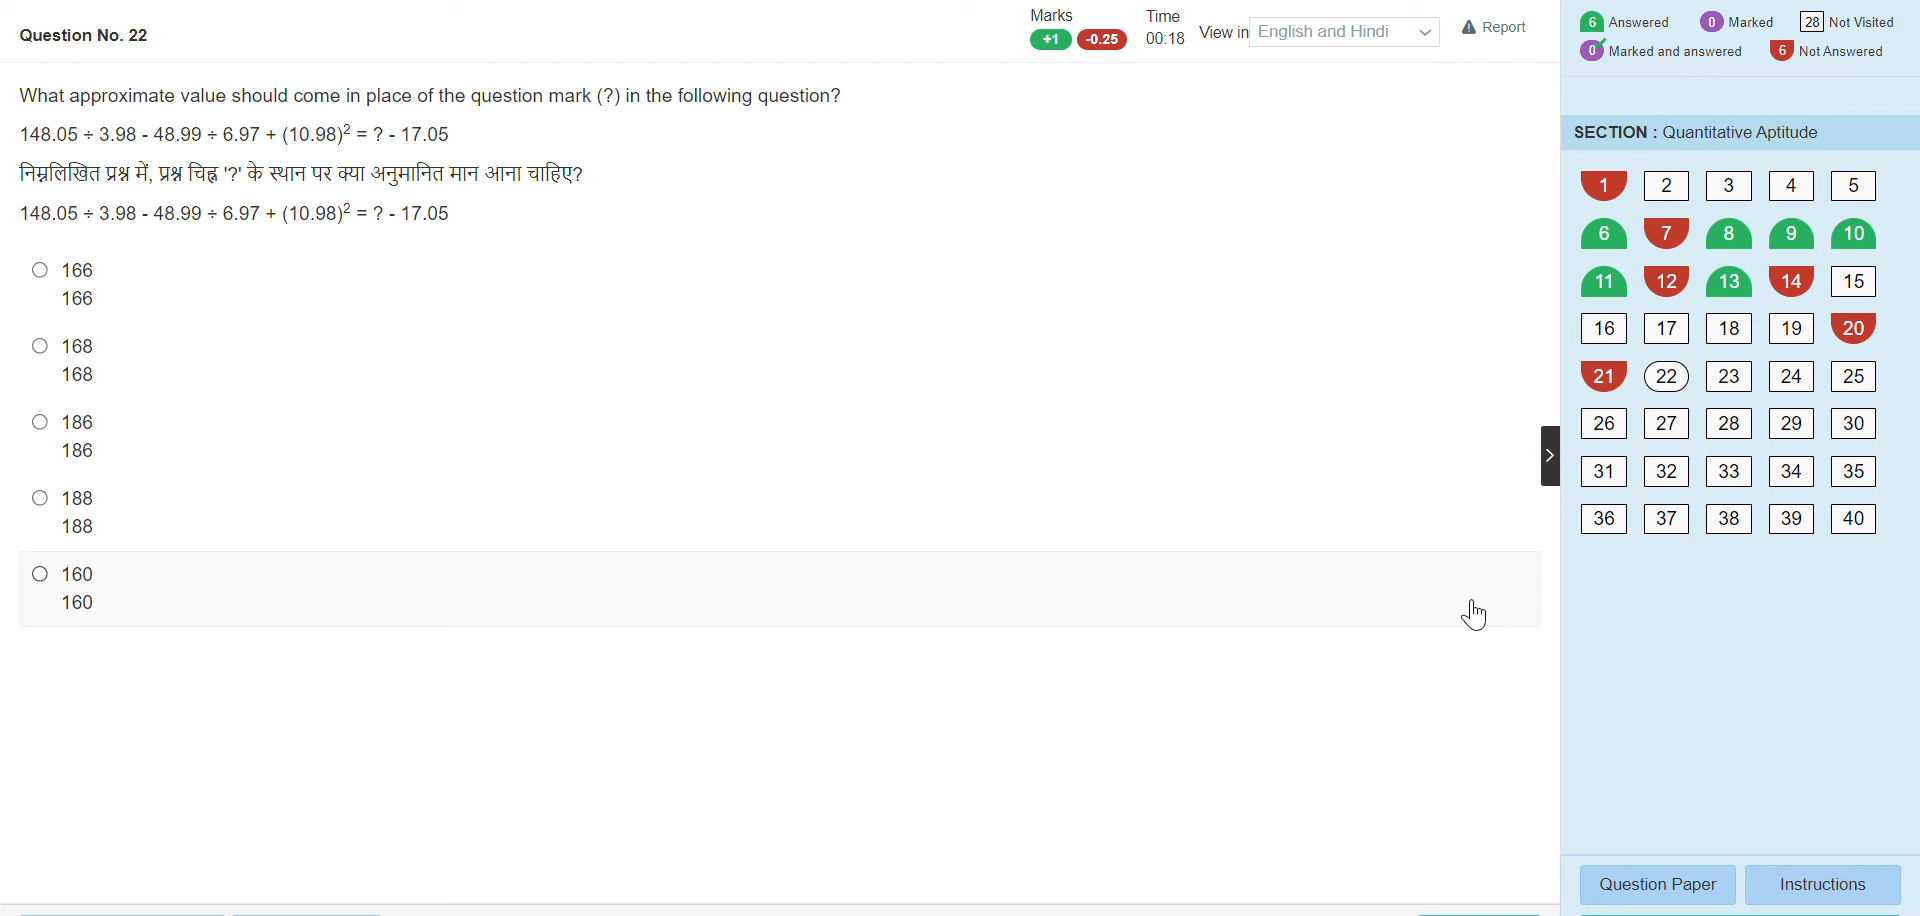 Question No. 22
Marks
+1 -0.25
Time
00:18
View in English and Hindi
Report
What approximate value should come in place of the question mark (?) in the following question?
148.05 ÷ 3.98 - 48.99 ÷ 6.97 + (10.98)² = ? - 17.05
निम्नलिखित प्रश्न में, प्रश्न चिह्न '?' के स्थान पर क्या अनुमानित मान आना चाहिए?
148.05 ÷ 3.98 - 48.99 ÷ 6.97 + (10.98)² = ? - 17.05
166
166
168
168
186
186
188
188
160
160
6 Answered 0 Marked 28 Not Visited
0 Marked and answered 6 Not Answered
SECTION : Quantitative Aptitude
1 2 3 4 5
6 7 8 9 10
11 12 13 14 15
16 17 18 19 20
21 22 23 24 25
26 27 28 29 30
31 32 33 34 35
36 37 38 39 40
Question Paper Instructions